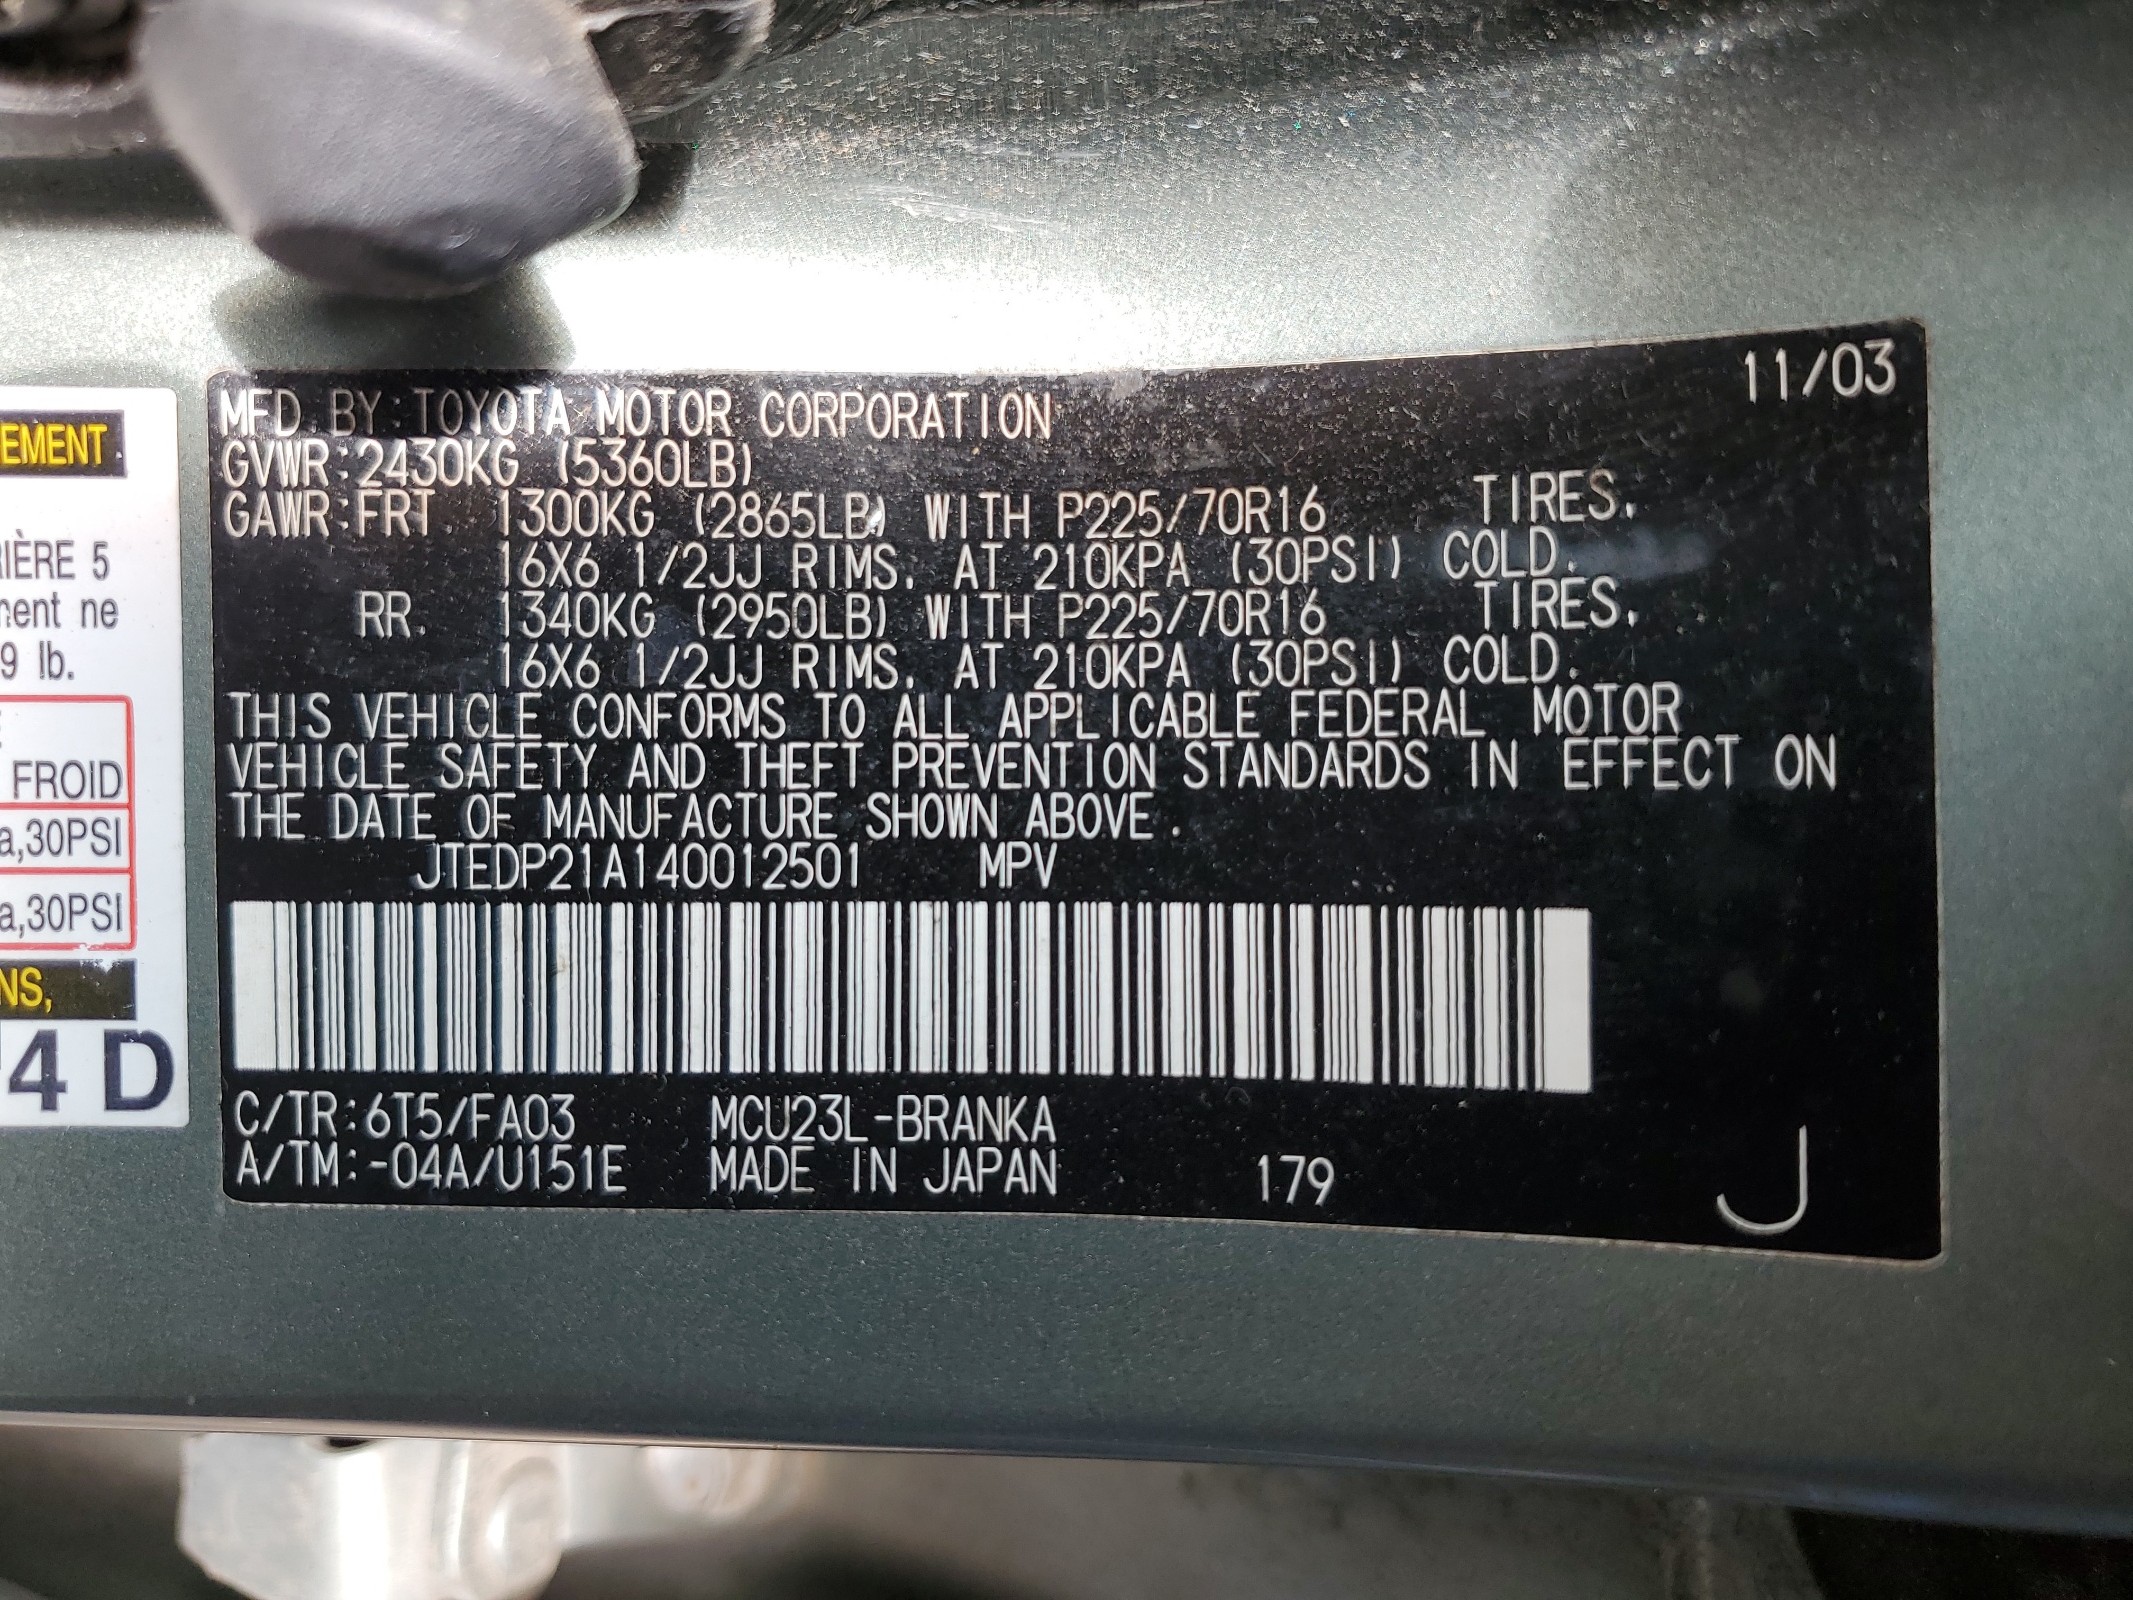 EMENT
IÈRE 5
ment ne
9 lb.
FROID
a,30PSI
a,30PSI
NS,
4 D
11/03
MFD. BY:TOYOTA MOTOR CORPORATION
GVWR:2430KG (5360LB)
GAWR:FRT 1300KG (2865LB) WITH P225/70R16 TIRES,
16X6 1/2JJ RIMS, AT 210KPA (30PSI) COLD.
RR. 1340KG (2950LB) WITH P225/70R16 TIRES,
16X6 1/2JJ RIMS, AT 210KPA (30PSI) COLD.
THIS VEHICLE CONFORMS TO ALL APPLICABLE FEDERAL MOTOR
VEHICLE SAFETY AND THEFT PREVENTION STANDARDS IN EFFECT ON
THE DATE OF MANUFACTURE SHOWN ABOVE.
JTEDP21A140012501 MPV
C/TR:6T5/FA03 MCU23L-BRANKA
A/TM:-04A/U151E MADE IN JAPAN 179
J